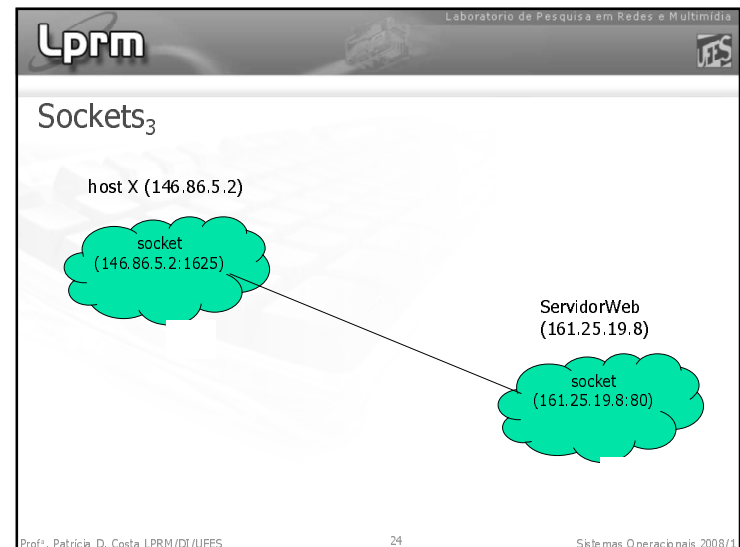 Laboratorio de Pesquisa em Redes e Multimídia
Lprm
UFES
Sockets3
host X (146.86.5.2)
socket
(146.86.5.2:1625)
ServidorWeb
(161.25.19.8)
socket
(161.25.19.8:80)
Profª. Patrícia D. Costa LPRM/DI/UFES
24
Sistemas Operacionais 2008/1